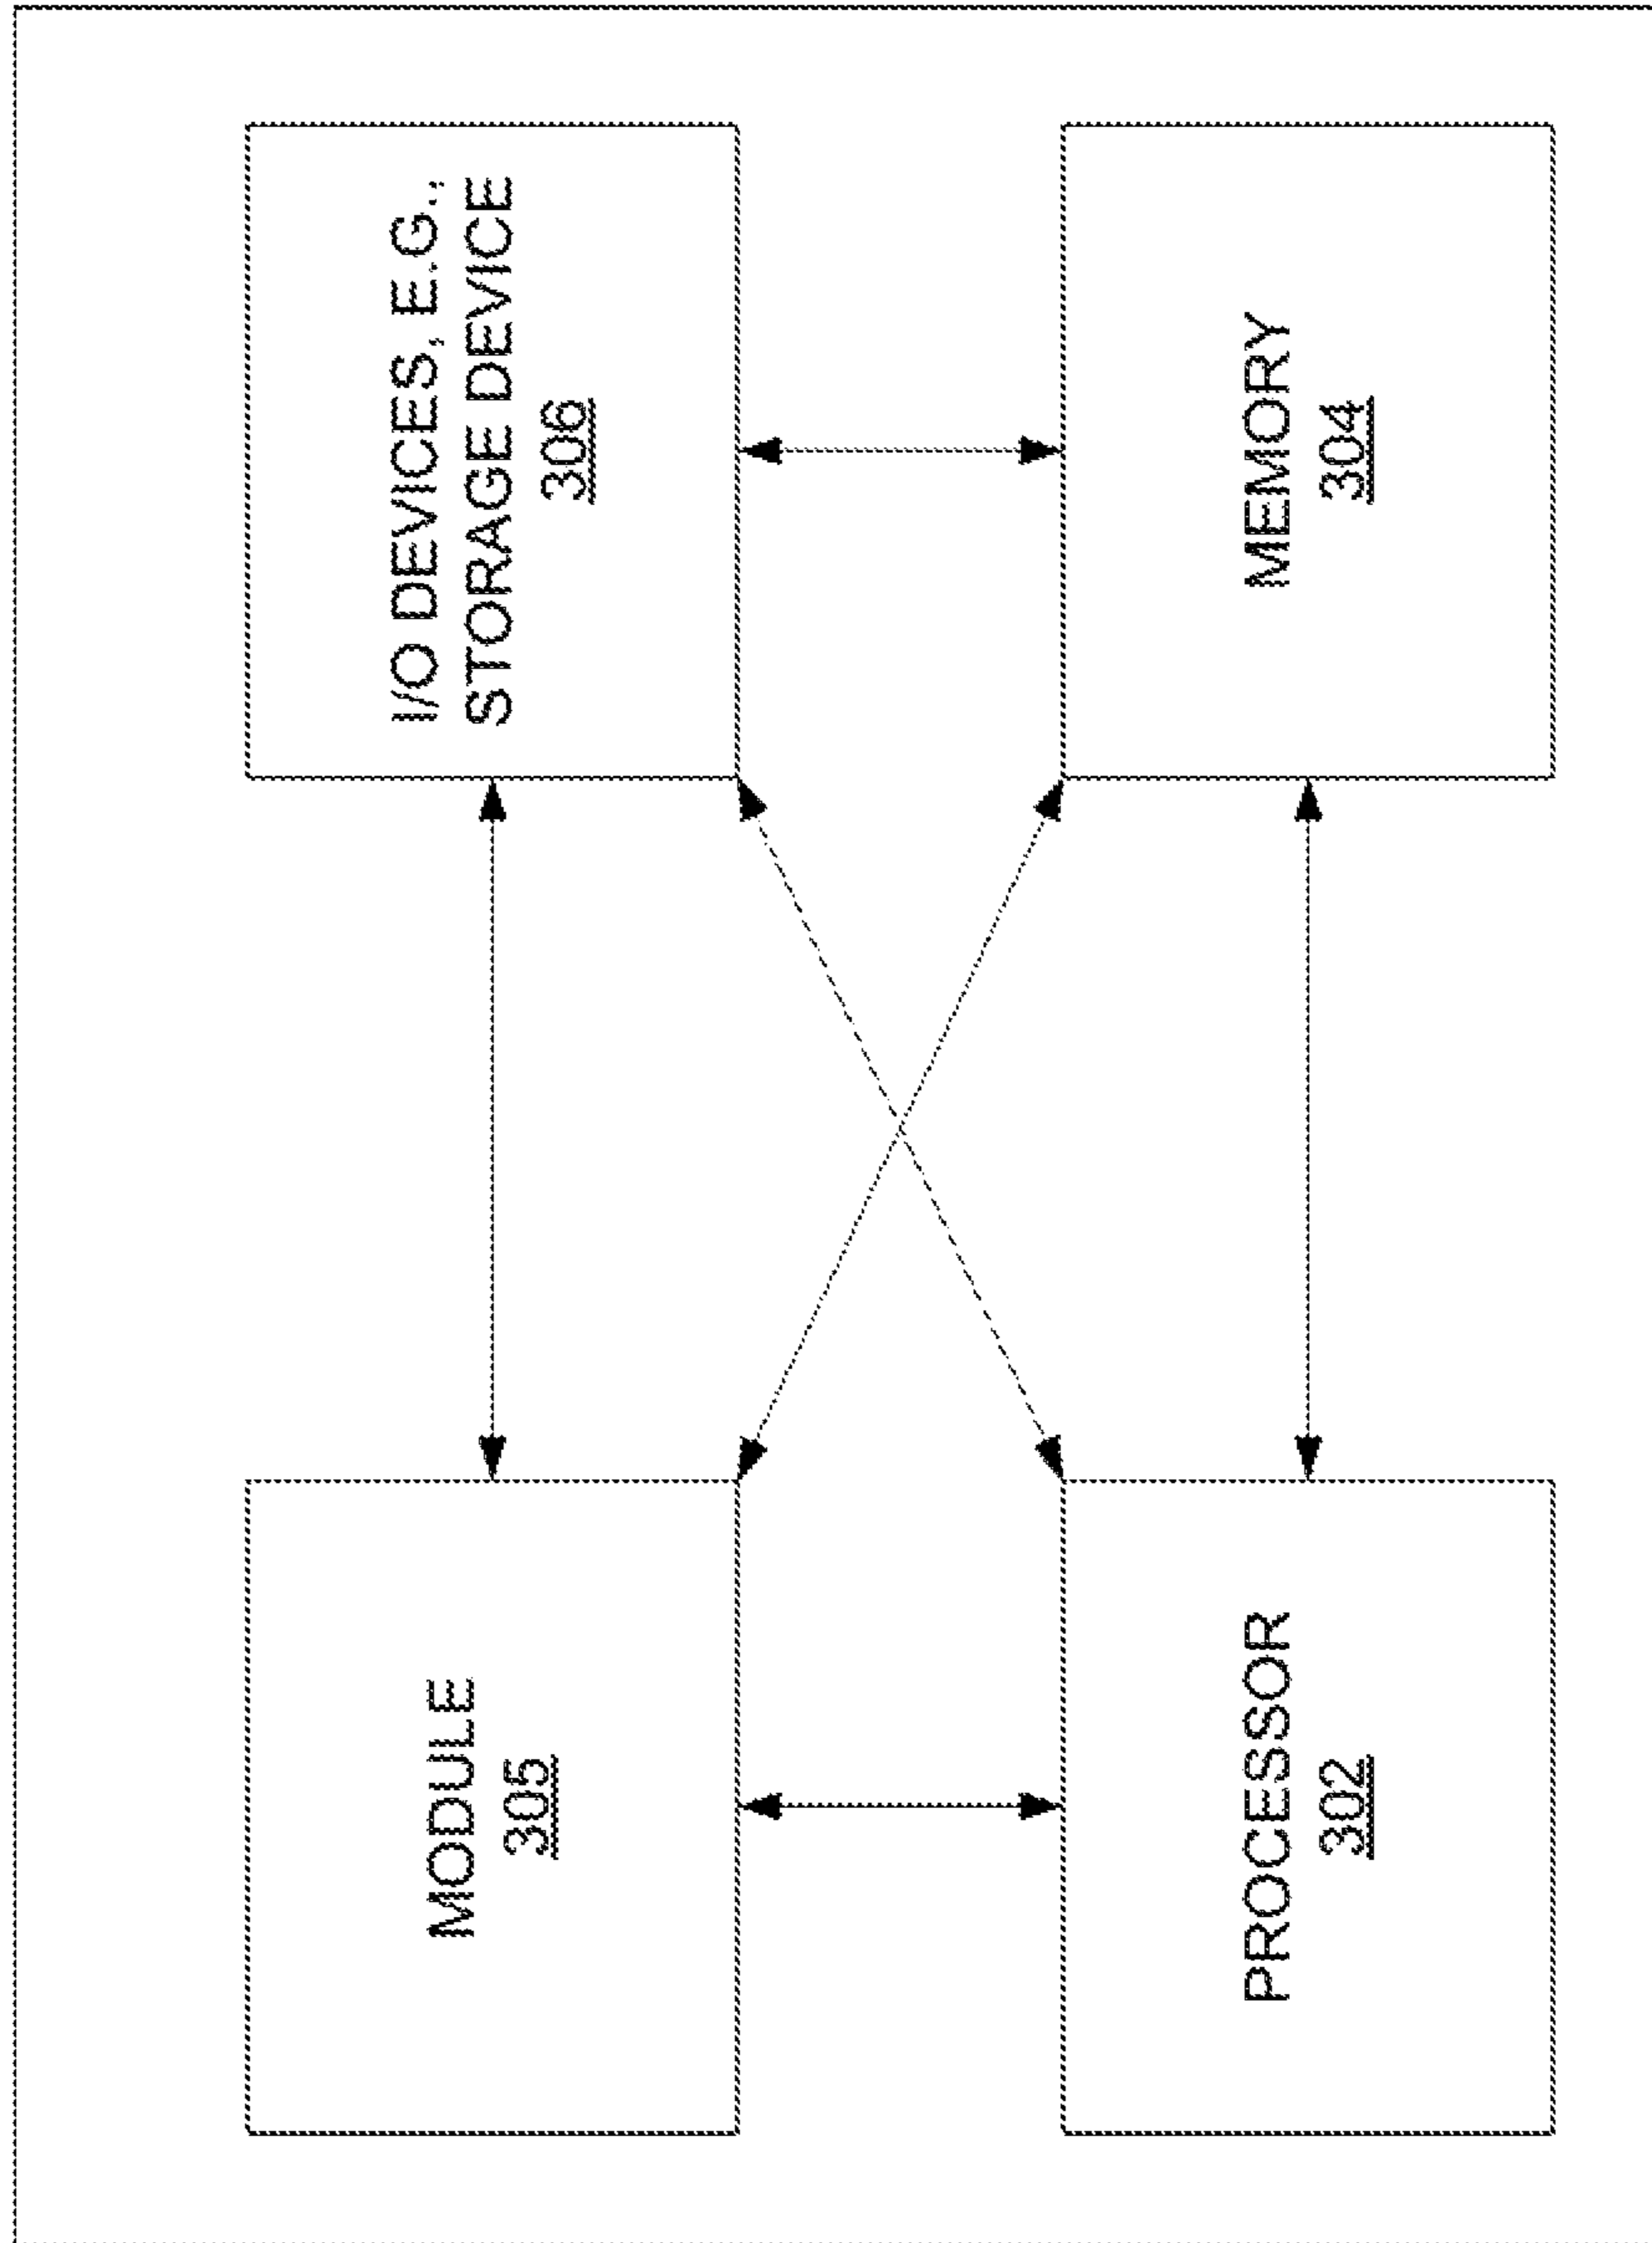 MODULE
305
I/O DEVICES, E.G.,
STORAGE DEVICE
306
PROCESSOR
302
MEMORY
304